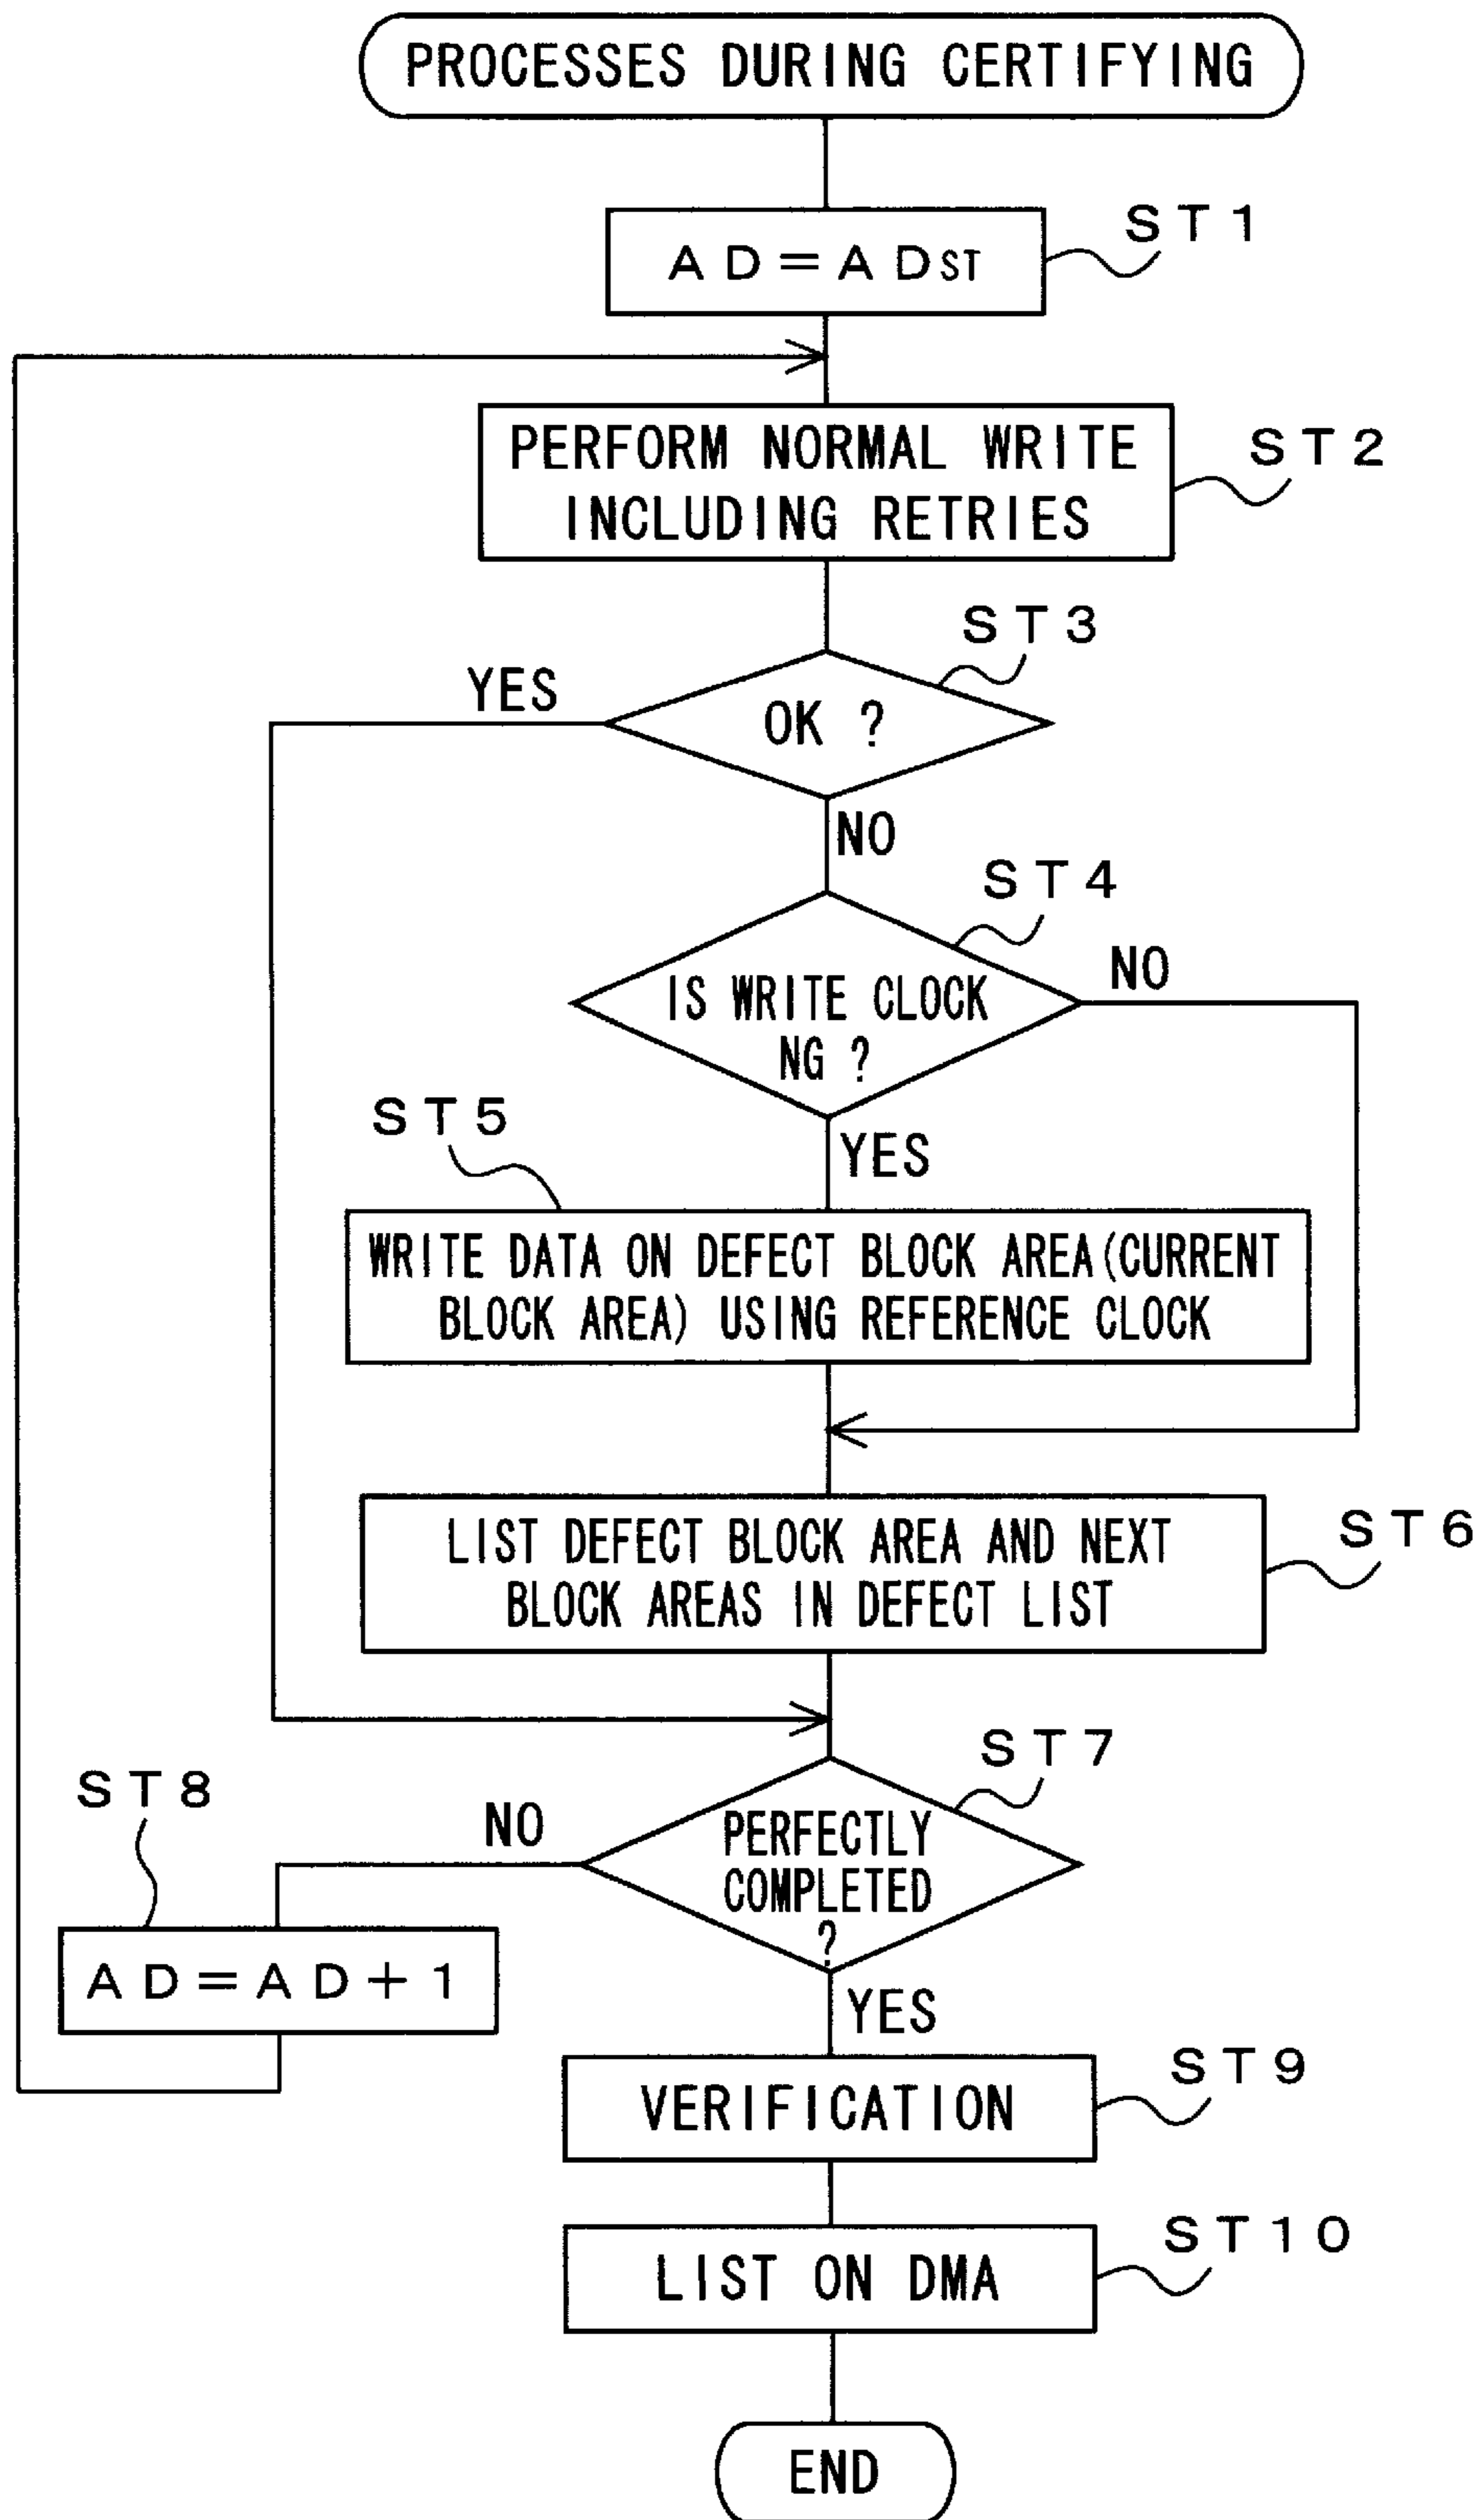 PROCESSES DURING CERTIFYING
AD=ADST
ST1
PERFORM NORMAL WRITE
INCLUDING RETRIES
ST2
ST3
YES
OK ?
NO
ST4
IS WRITE CLOCK
NG ?
NO
ST5
YES
WRITE DATA ON DEFECT BLOCK AREA(CURRENT
BLOCK AREA) USING REFERENCE CLOCK
LIST DEFECT BLOCK AREA AND NEXT
BLOCK AREAS IN DEFECT LIST
ST6
ST7
ST8
NO
PERFECTLY
COMPLETED
?
AD=AD+1
YES
VERIFICATION
ST9
LIST ON DMA
ST10
END